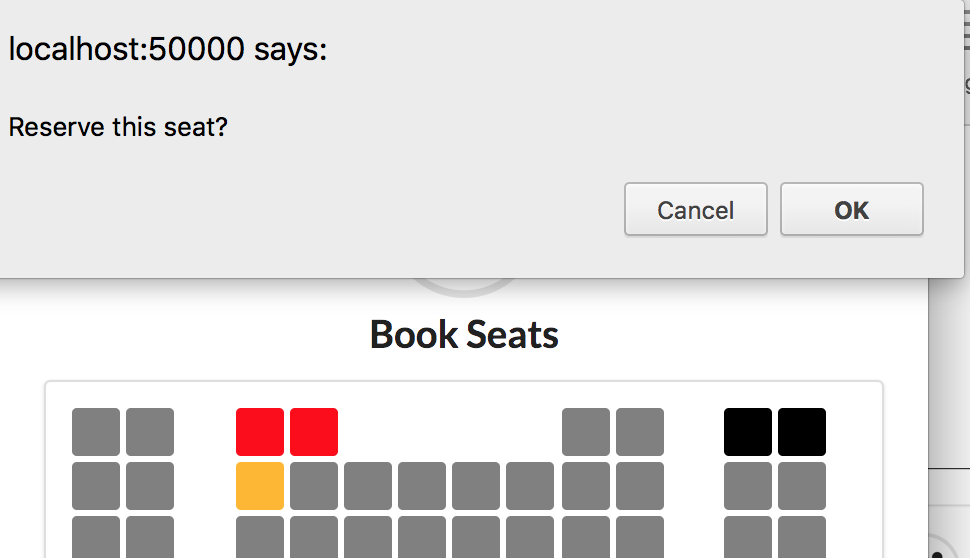 localhost:50000 says:
Reserve this seat?
Cancel
OK
Book Seats